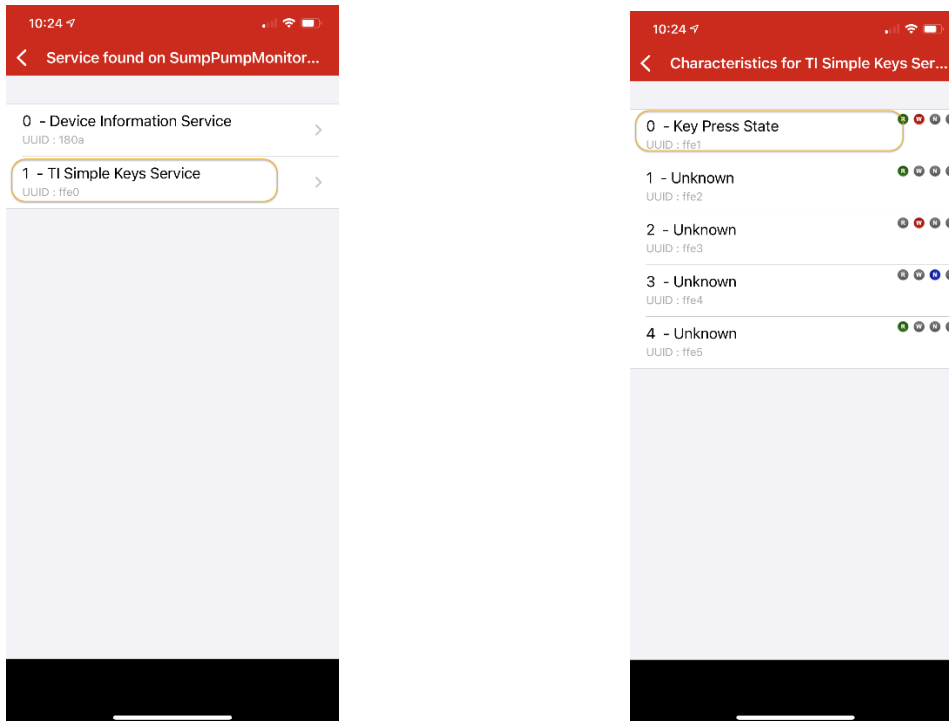 10:24
Service found on SumpPumpMonitor...
0 - Device Information Service
UUID : 180a
1 - TI Simple Keys Service
UUID : ffe0
10:24
Characteristics for TI Simple Keys Ser...
0 - Key Press State
R W N
UUID : ffe1
1 - Unknown
R W N
UUID : ffe2
2 - Unknown
R W N
UUID : ffe3
3 - Unknown
R W N
UUID : ffe4
4 - Unknown
R W N
UUID : ffe5